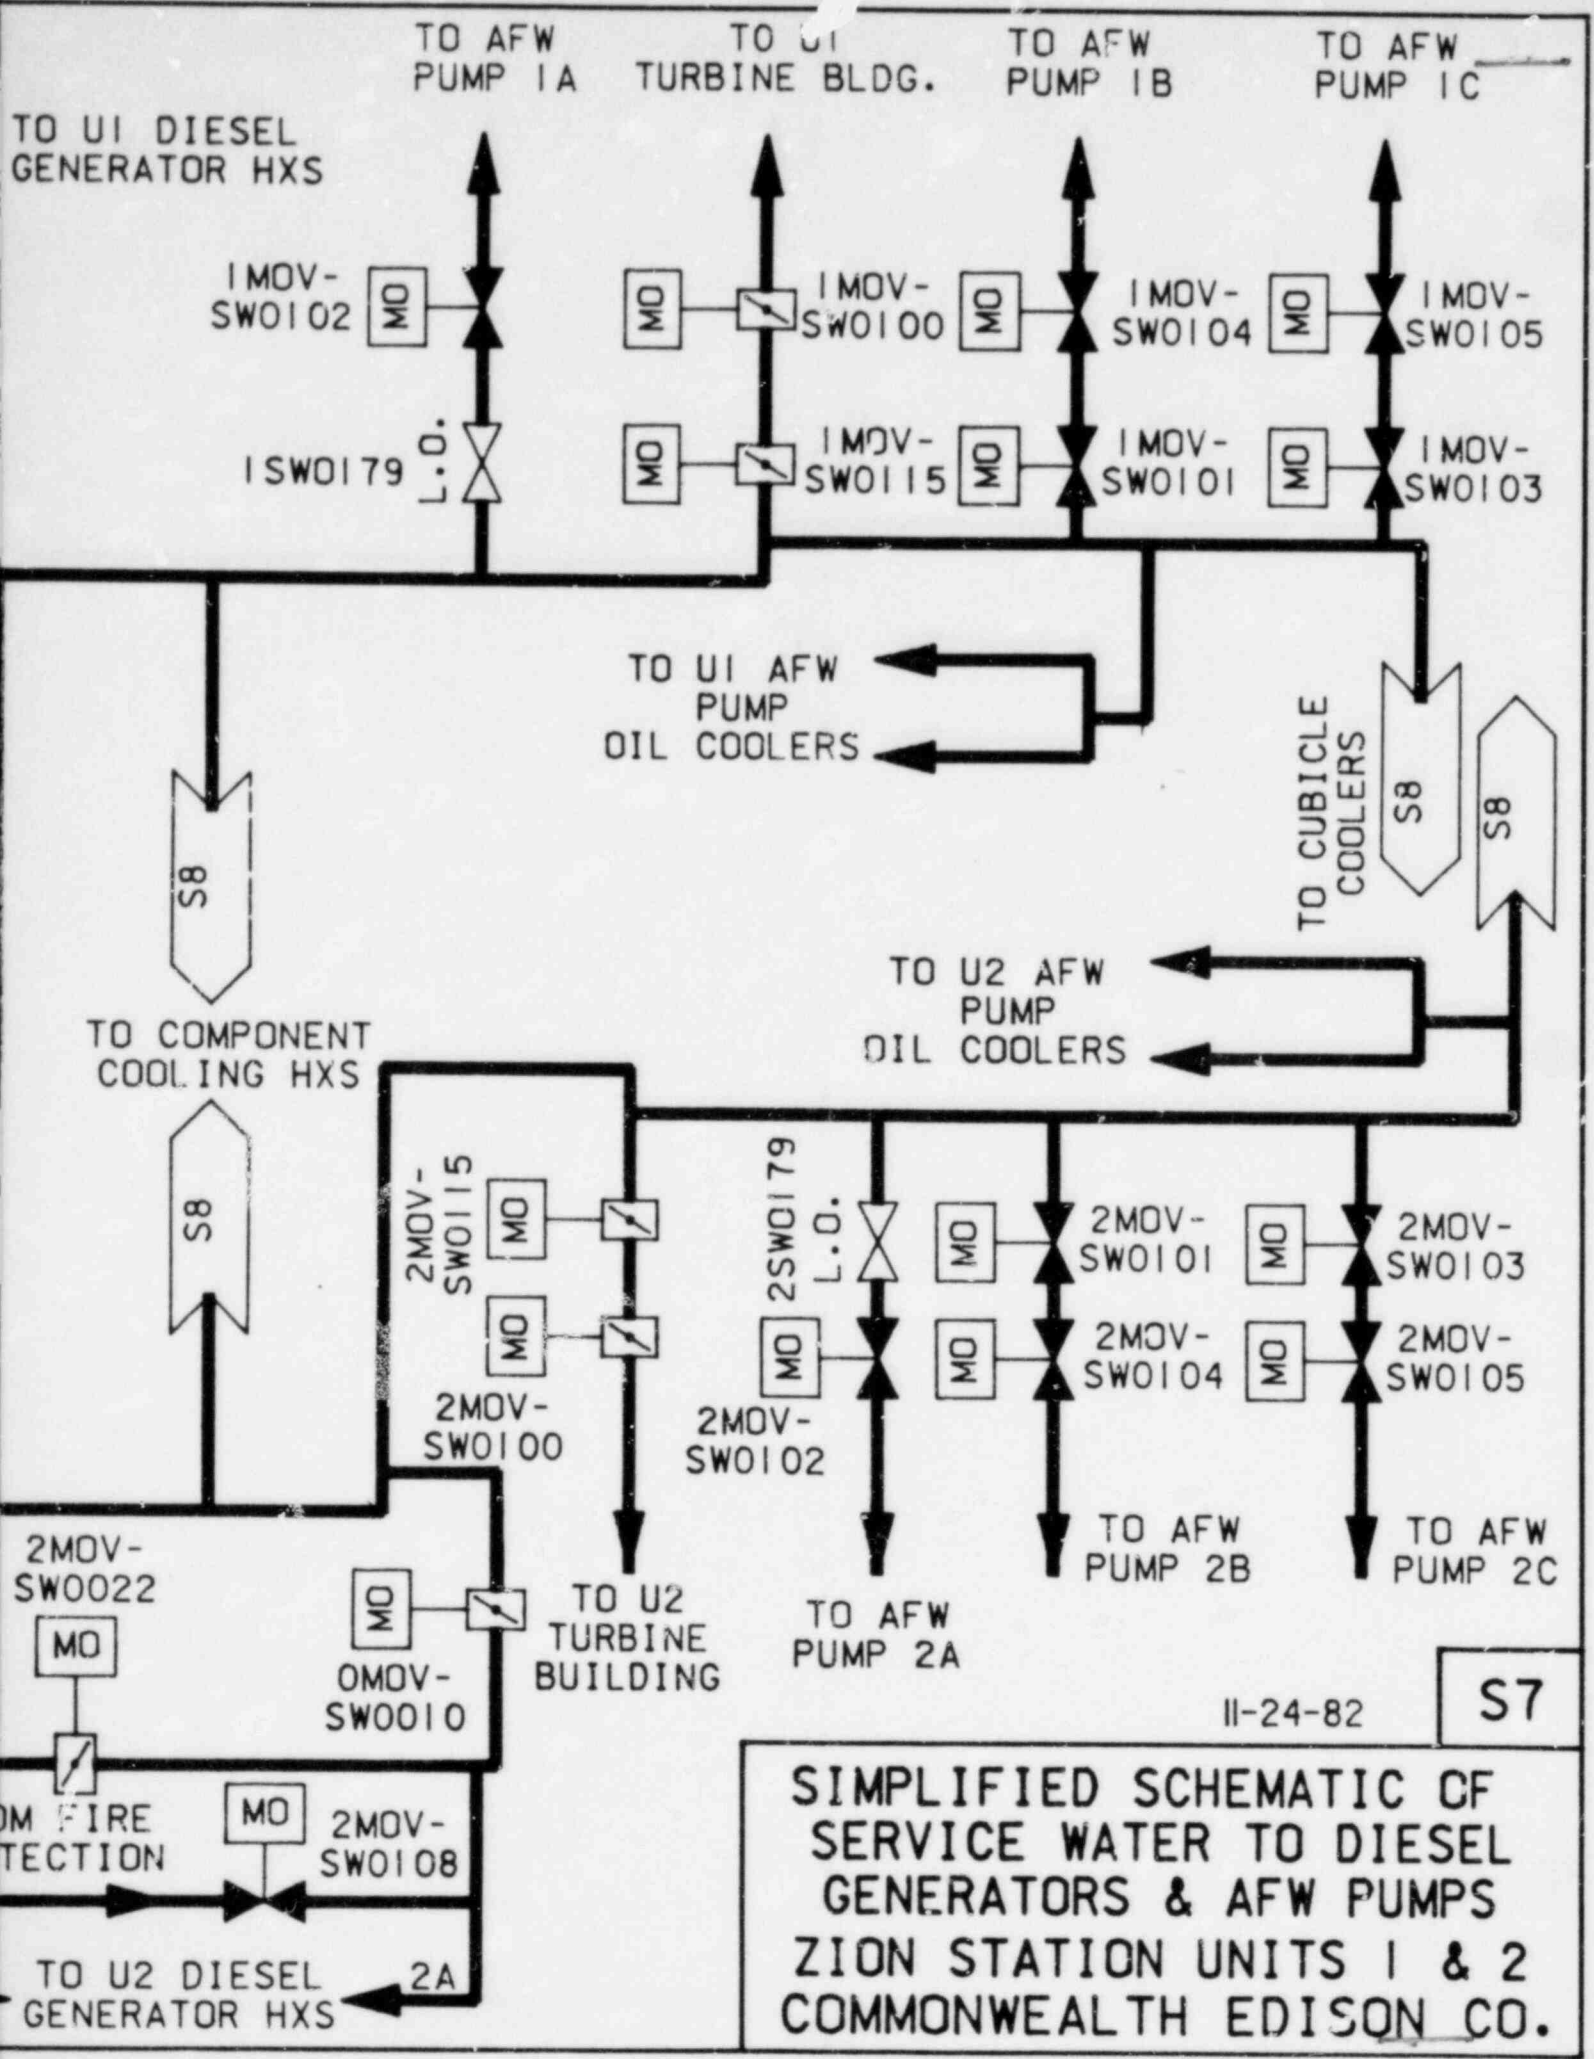 TO AFW
PUMP 1A
TO U1
TURBINE BLDG.
TO AFW
PUMP 1B
TO AFW
PUMP 1C
TO U1 DIESEL
GENERATOR HXS
1MOV-
SW0102
MO
MO
1MOV-
SW0100
MO
1MOV-
SW0104
MO
1MOV-
SW0105
1SW0179
L.O.
MO
1MOV-
SW0115
MO
1MOV-
SW0101
MO
1MOV-
SW0103
TO U1 AFW
PUMP
OIL COOLERS
TO CUBICLE
COOLERS
S8
S8
S8
TO U2 AFW
PUMP
OIL COOLERS
TO COMPONENT
COOLING HXS
S8
2MOV-
SW0115
MO
2SW0179
L.O.
MO
2MOV-
SW0101
MO
2MOV-
SW0103
MO
2MOV-
SW0100
MO
2MOV-
SW0102
MO
2MOV-
SW0104
MO
2MOV-
SW0105
TO AFW
PUMP 2B
TO AFW
PUMP 2C
2MOV-
SW0022
MO
MO
0MOV-
SW0010
TO U2
TURBINE
BUILDING
TO AFW
PUMP 2A
11-24-82
S7
OM FIRE
TECTION
MO
2MOV-
SW0108
TO U2 DIESEL
GENERATOR HXS
2A
SIMPLIFIED SCHEMATIC OF
SERVICE WATER TO DIESEL
GENERATORS & AFW PUMPS
ZION STATION UNITS 1 & 2
COMMONWEALTH EDISON CO.